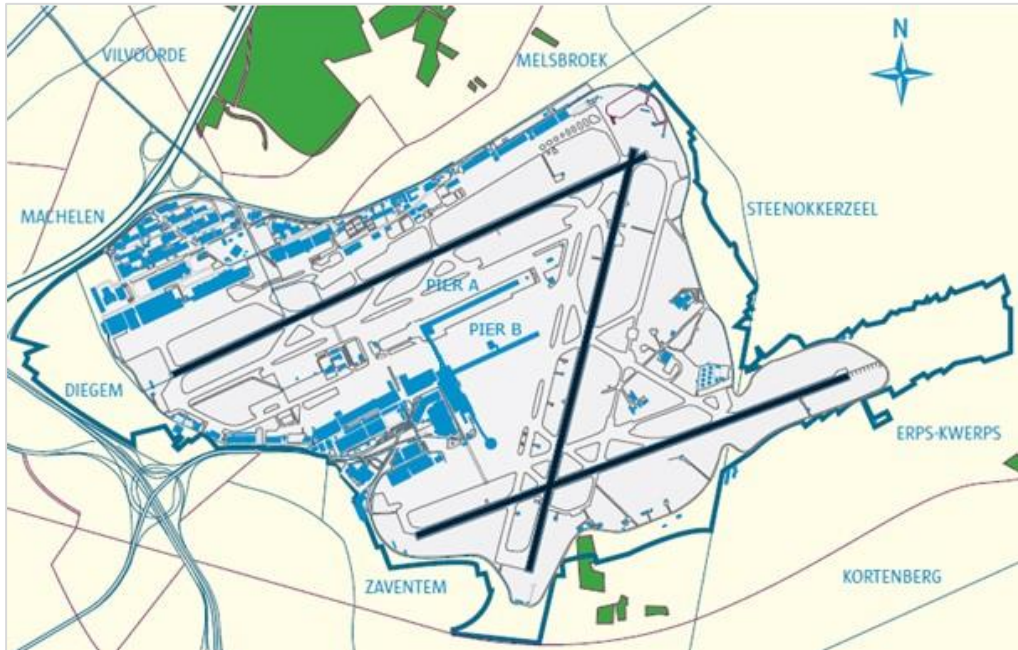 VILVOORDE
MELSBROEK
N
MACHELEN
STEENOKKERZEEL
PIER A
PIER B
DIEGEM
ERPS-KWERPS
ZAVENTEM
KORTENBERG